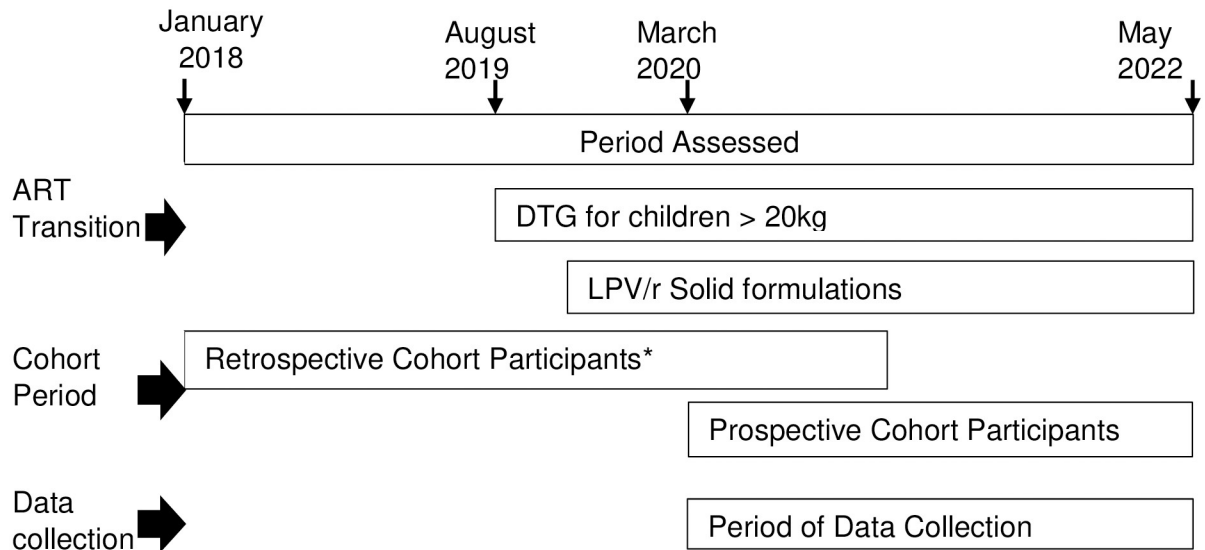 January
2018
August
2019
March
2020
May
2022
Period Assessed
ART
Transition
DTG for children > 20kg
LPV/r Solid formulations
Cohort
Period
Retrospective Cohort Participants*
Prospective Cohort Participants
Data
collection
Period of Data Collection